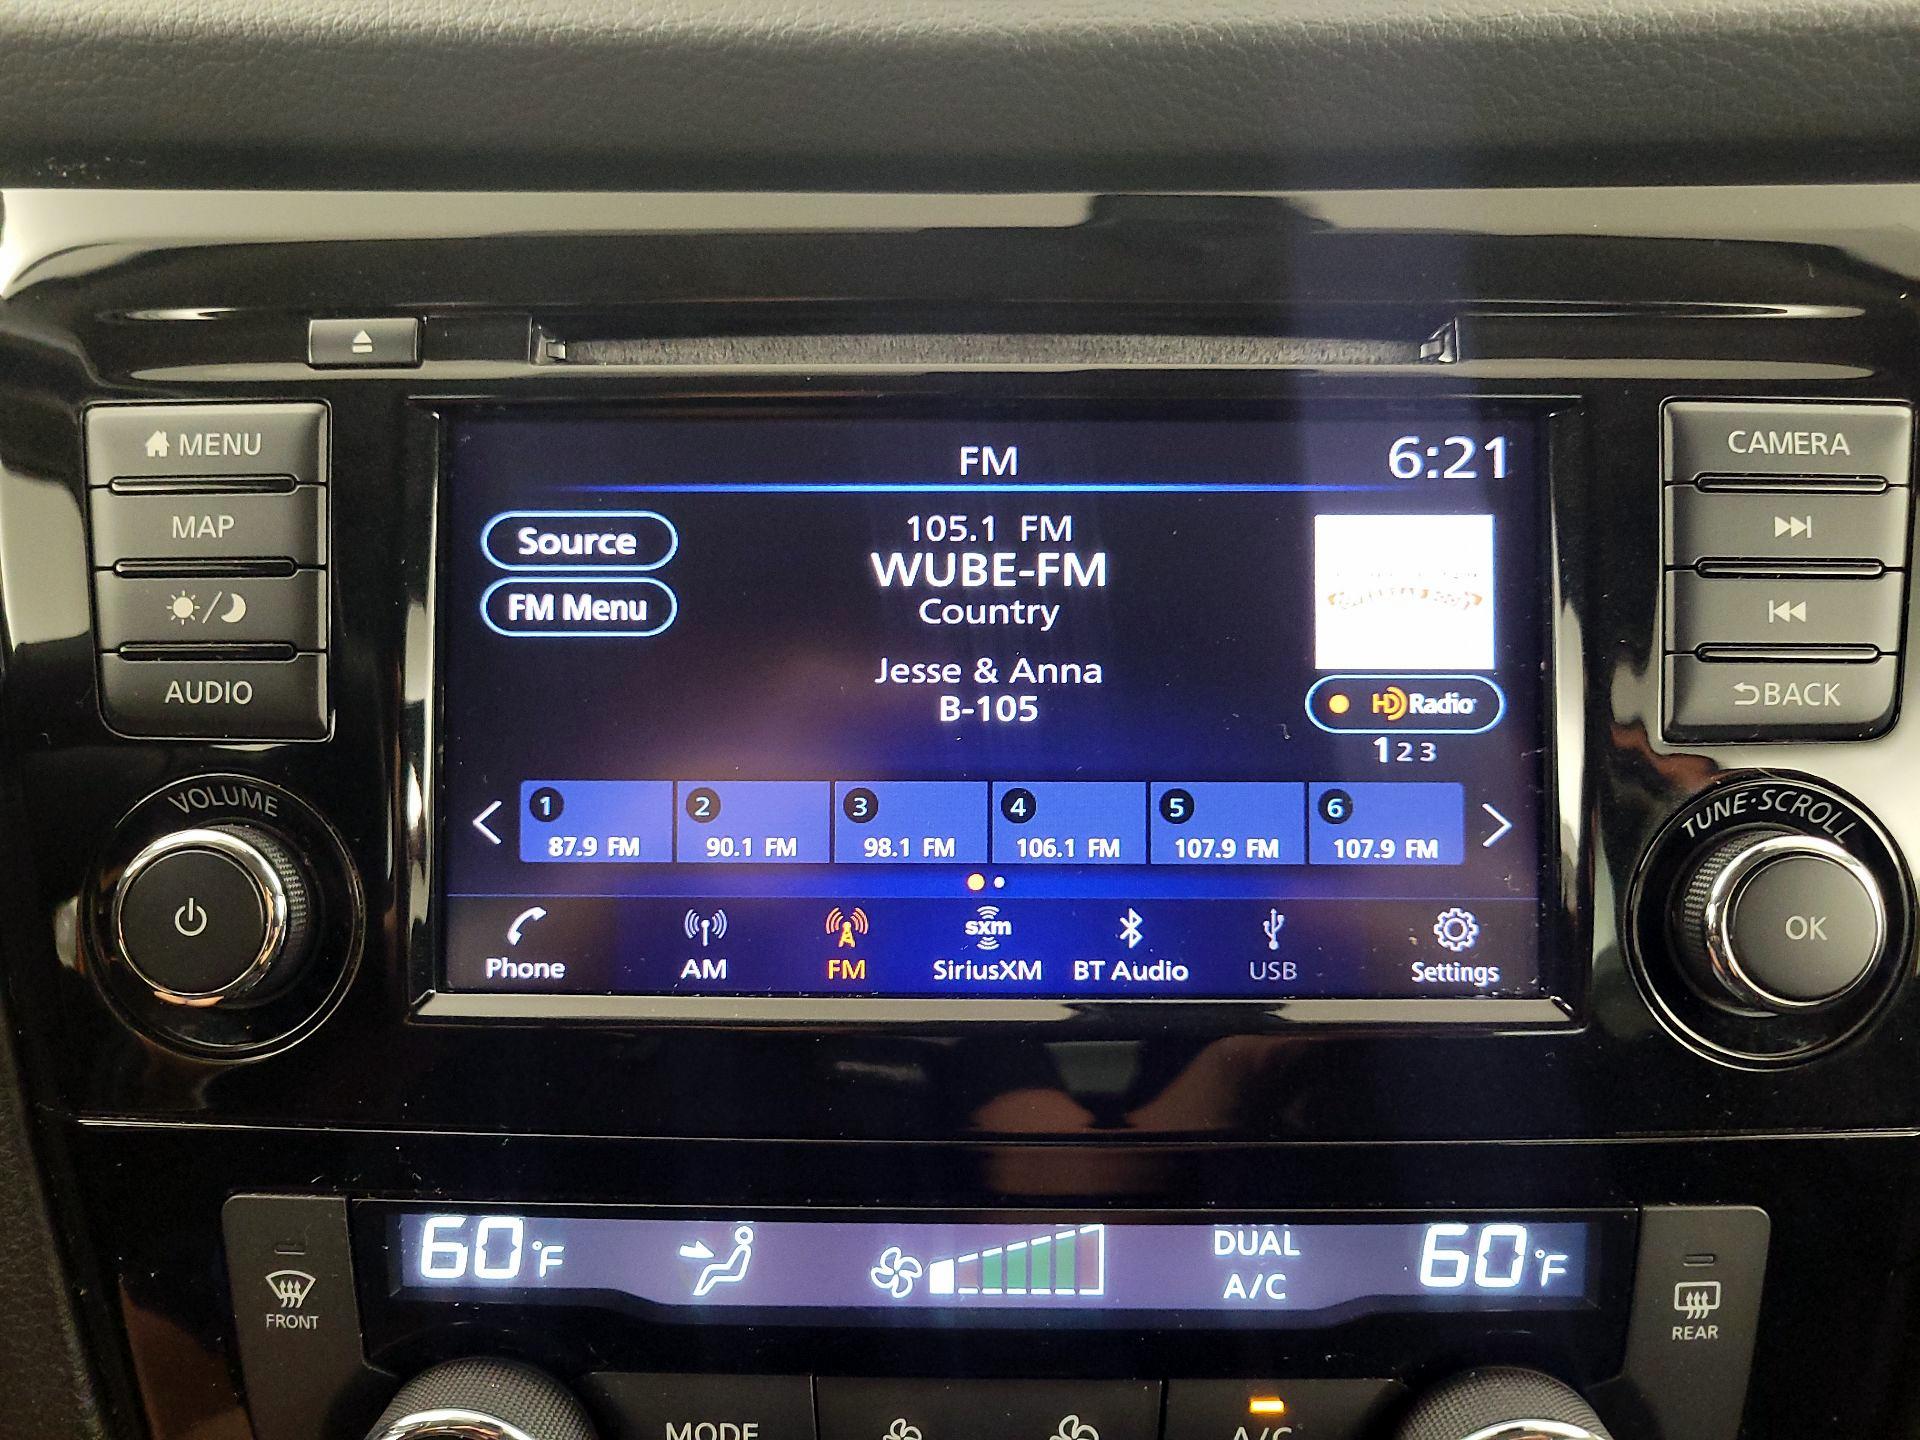 MENU
MAP
AUDIO
VOLUME
FM
6:21
Source
FM Menu
105.1 FM
WUBE-FM
Country
Jesse & Anna
B-105
HD Radio
1 2 3
1 87.9 FM
2 90.1 FM
3 98.1 FM
4 106.1 FM
5 107.9 FM
6 107.9 FM
Phone
AM
FM
sxm
SiriusXM
BT Audio
USB
Settings
CAMERA
BACK
TUNE·SCROLL
OK
FRONT
60°F
DUAL
A/C
60°F
REAR
MODE
A/C